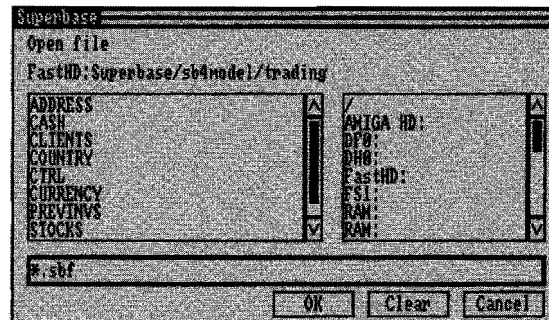 Superbase
Open file
FastHD:Superbase/sb4model/trading
ADDRESS
CASH
CLIENTS
COUNTRY
CTRL
CURRENCY
PREVINVS
STOCKS
/
AMIGA HD:
DF0:
DH0:
FastHD:
FS1:
RAM:
RAM:
*.sbf
OK Clear Cancel